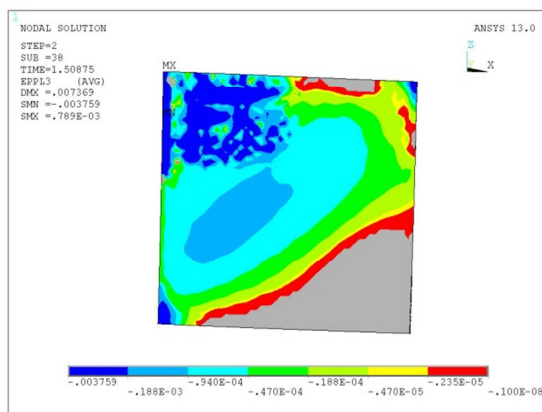 1
NODAL SOLUTION
ANSYS 13.0
STEP=2
SUB =38
TIME=1.50875
EPPL3 (AVG)
DMX =.007369
SMN =-.003759
SMX =.789E-03
Z
X
MX
-.003759 -.940E-04 -.188E-04 -.235E-05
-.188E-03 -.470E-04 -.470E-05 -.100E-08